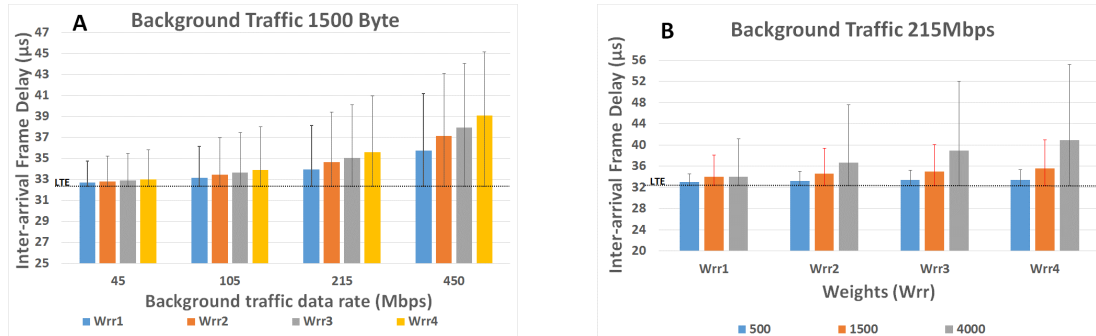 A
Background Traffic 1500 Byte
Inter-arrival Frame Delay (µs)
47
45
43
41
39
37
35
33
31
29
27
25
LTE
45 105 215 450
Background traffic data rate (Mbps)
Wrr1 Wrr2 Wrr3 Wrr4
B
Background Traffic 215Mbps
Inter-arrival Frame Delay (µs)
56
52
48
44
40
36
32
28
24
20
LTE
Wrr1 Wrr2 Wrr3 Wrr4
Weights (Wrr)
500 1500 4000